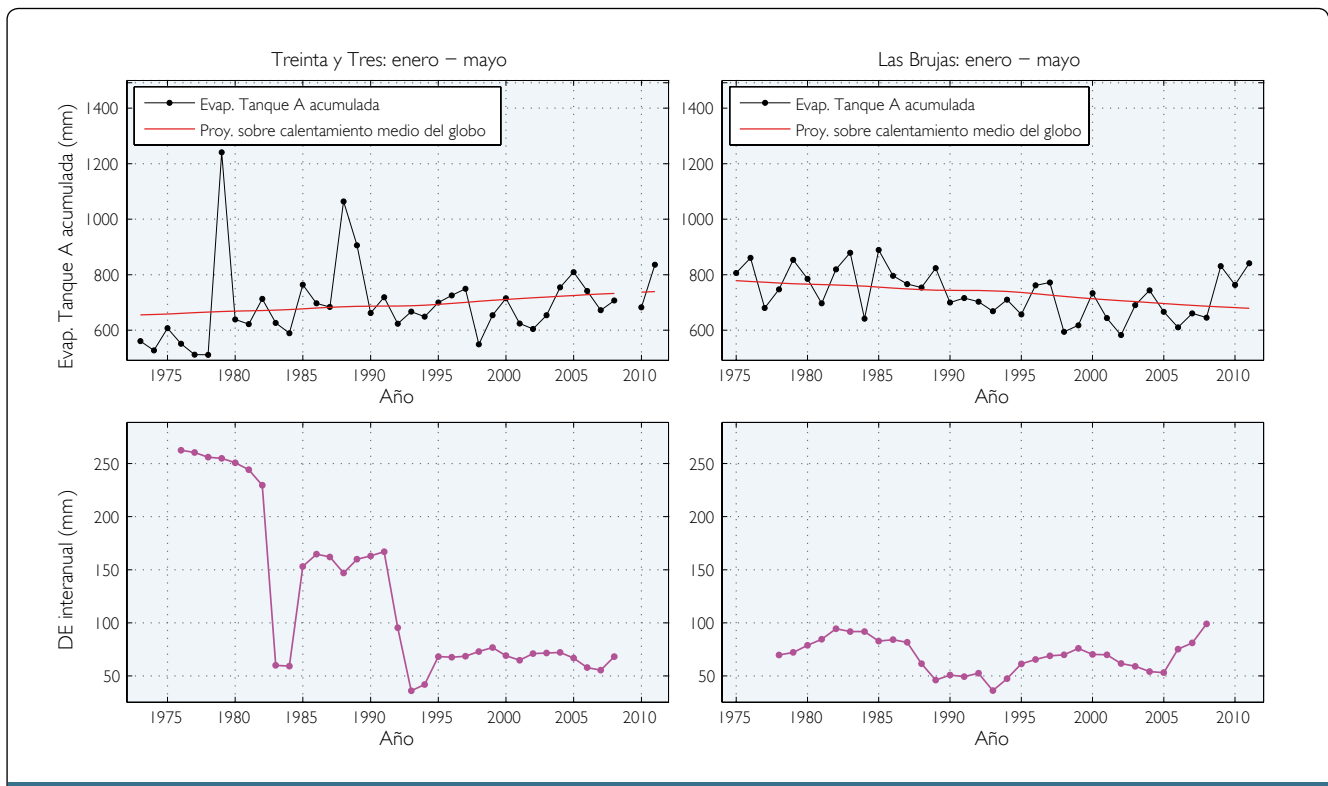 Treinta y Tres: enero – mayo
Evap. Tanque A acumulada (mm)
1400
1200
1000
800
600
Evap. Tanque A acumulada
Proy. sobre calentamiento medio del globo
1975 1980 1985 1990 1995 2000 2005 2010
Año
Las Brujas: enero – mayo
1400
1200
1000
800
600
Evap. Tanque A acumulada
Proy. sobre calentamiento medio del globo
1975 1980 1985 1990 1995 2000 2005 2010
Año
DE interanual (mm)
250
200
150
100
50
1975 1980 1985 1990 1995 2000 2005 2010
Año
250
200
150
100
50
1975 1980 1985 1990 1995 2000 2005 2010
Año